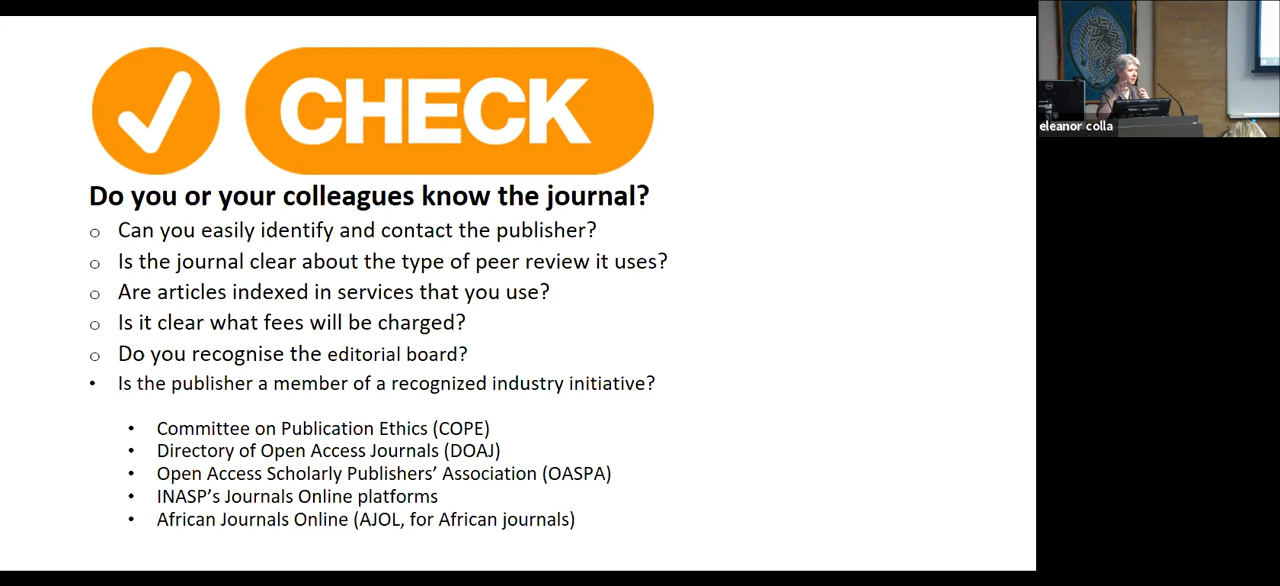 CHECK
Do you or your colleagues know the journal?
Can you easily identify and contact the publisher?
Is the journal clear about the type of peer review it uses?
Are articles indexed in services that you use?
Is it clear what fees will be charged?
Do you recognise the editorial board?
Is the publisher a member of a recognized industry initiative?
Committee on Publication Ethics (COPE)
Directory of Open Access Journals (DOAJ)
Open Access Scholarly Publishers’ Association (OASPA)
INASP’s Journals Online platforms
African Journals Online (AJOL, for African journals)
eleanor colla